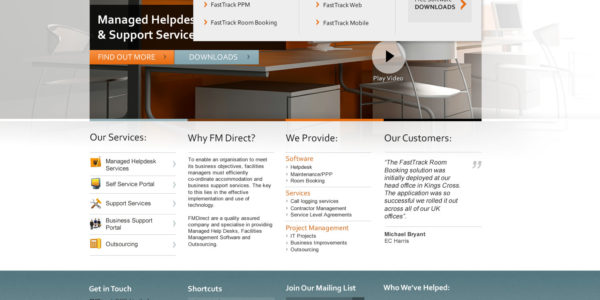 Managed Helpdes
& Support Service
FastTrack PPM
FastTrack Web
DOWNLOADS
FastTrack Room Booking
FastTrack Mobile
FIND OUT MORE
DOWNLOADS
Play Video
Our Services:
Managed Helpdesk
Services
Self Service Portal
Support Services
Business Support
Portal
Outsourcing
Why FM Direct?
To enable an organisation to meet
its business objectives, facilities
managers must efficiently
co-ordinate accommodation and
business support services. The key
to this lies in the effective
implementation and use of
technology.
FMDirect are a quality assured
company and specialise in providing
Managed Help Desks, Facilities
Management Software and
Outsourcing.
We Provide:
Software
Helpdesk
Maintenance/PPP
Room Booking
Services
Call logging services
Contractor Management
Service Level Agreements
Project Management
IT Projects
Business Improvements
Outsourcing
Our Customers:
“The FastTrack Room
Booking solution was
initially deployed at our
head office in Kings Cross.
The application was so
successful we rolled it out
across all of our UK
offices”.
Michael Bryant
EC Harris
Get in Touch
Shortcuts
Join Our Mailing List
Who We've Helped: